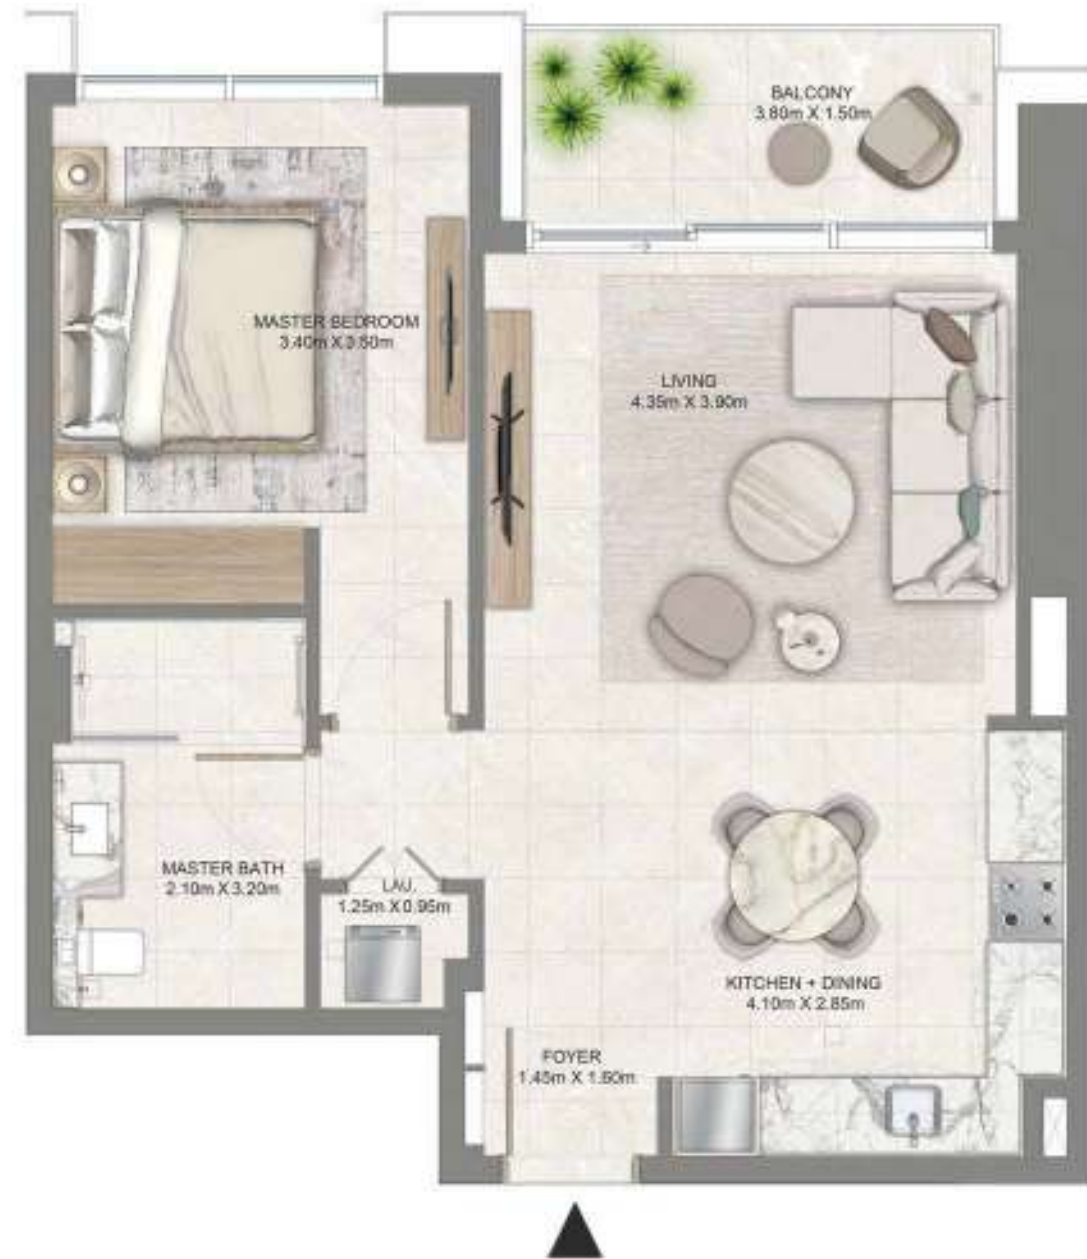 BALCONY
3.80m X 1.50m
MASTER BEDROOM
3.40m X 3.50m
LIVING
4.35m X 3.90m
MASTER BATH
2.10m X 3.20m
LAU.
1.25m X 0.95m
KITCHEN + DINING
4.10m X 2.85m
FOYER
1.45m X 1.60m